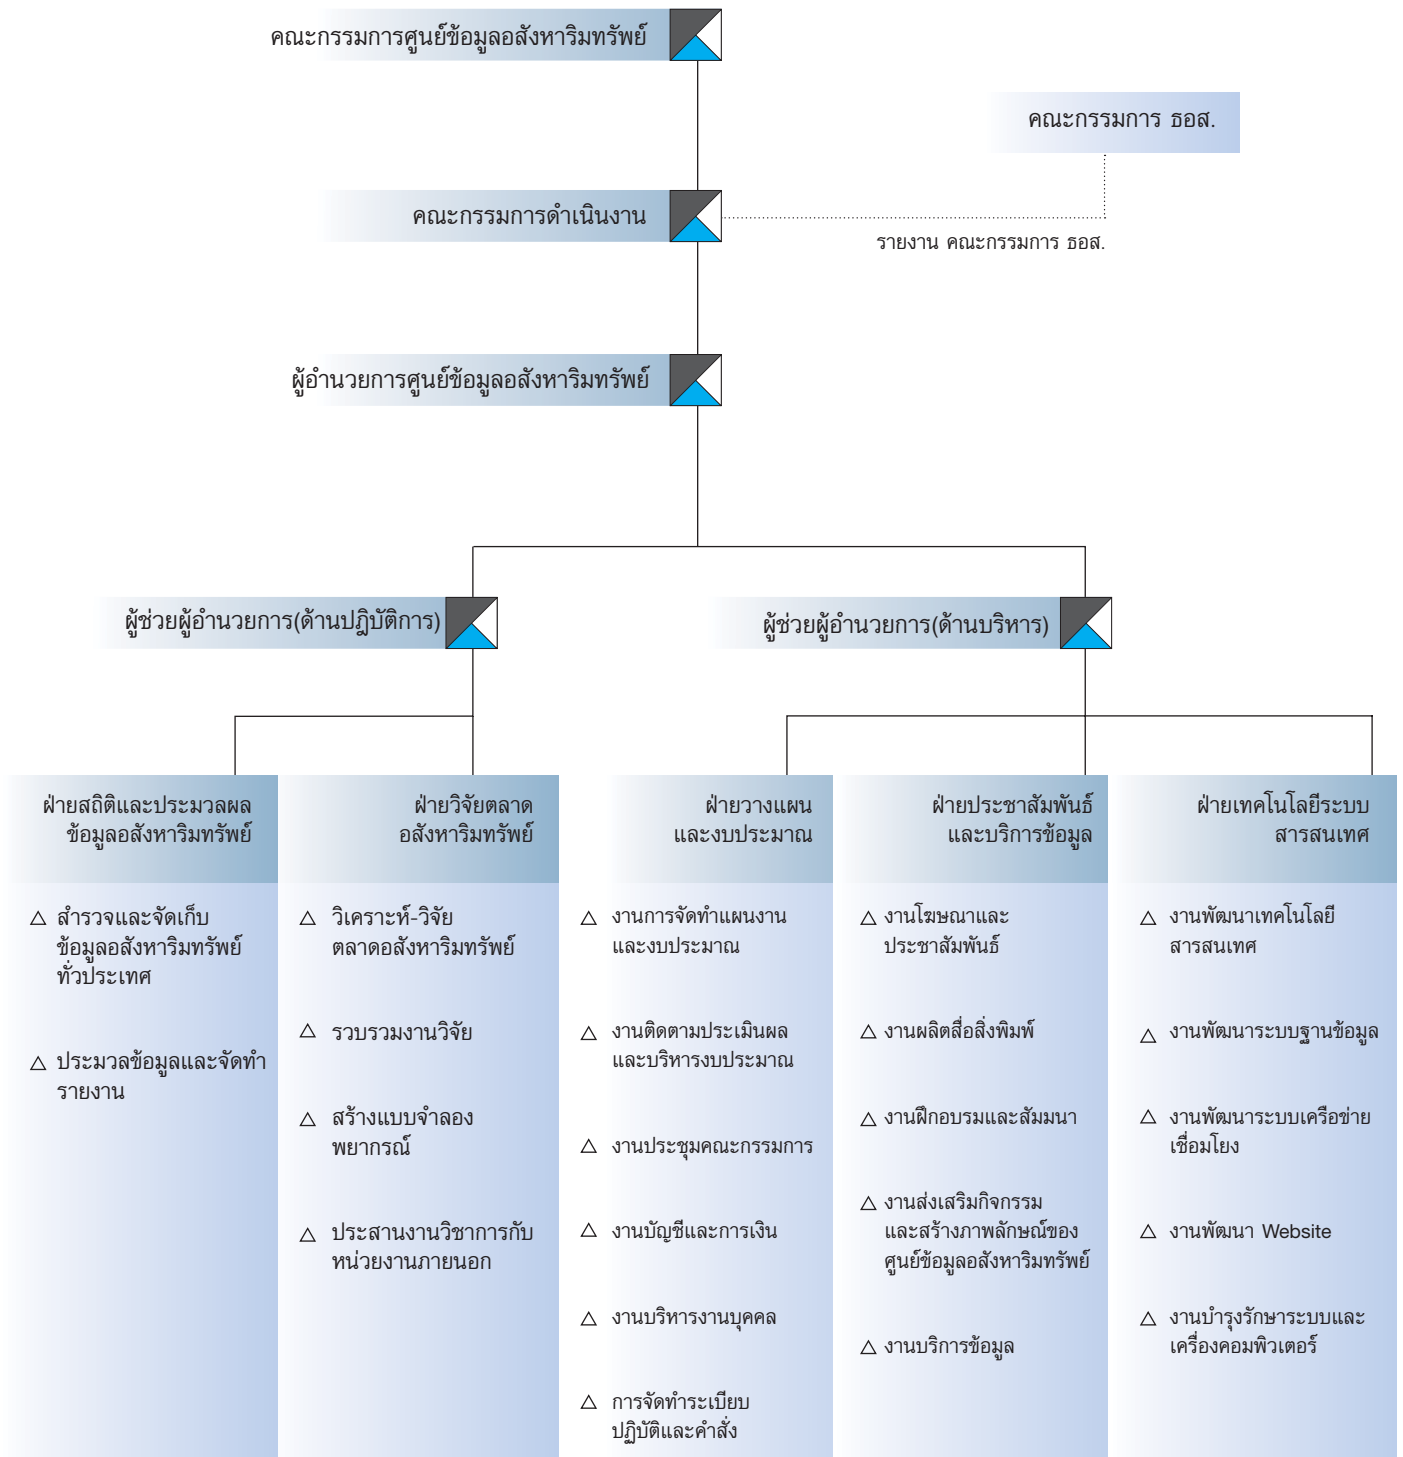 คณะกรรมการศูนย์ข้อมูลอสังหาริมทรัพย์
คณะกรรมการ ธอส.
คณะกรรมการดำเนินงาน
รายงาน คณะกรรมการ ธอส.
ผู้อำนวยการศูนย์ข้อมูลอสังหาริมทรัพย์
ผู้ช่วยผู้อำนวยการ(ด้านปฎิบัติการ)
ผู้ช่วยผู้อำนวยการ(ด้านบริหาร)
ฝ่ายสถิติและประมวลผล
ข้อมูลอสังหาริมทรัพย์
△ สำรวจและจัดเก็บ
ข้อมูลอสังหาริมทรัพย์
ทั่วประเทศ
△ ประมวลข้อมูลและจัดทำ
รายงาน
ฝ่ายวิจัยตลาด
อสังหาริมทรัพย์
△ วิเคราะห์-วิจัย
ตลาดอสังหาริมทรัพย์
△ รวบรวมงานวิจัย
△ สร้างแบบจำลอง
พยากรณ์
△ ประสานงานวิชาการกับ
หน่วยงานภายนอก
ฝ่ายวางแผน
และงบประมาณ
△ งานการจัดทำแผนงาน
และงบประมาณ
△ งานติดตามประเมินผล
และบริหารงบประมาณ
△ งานประชุมคณะกรรมการ
△ งานบัญชีและการเงิน
△ งานบริหารงานบุคคล
△ การจัดทำระเบียบ
ปฏิบัติและคำสั่ง
ฝ่ายประชาสัมพันธ์
และบริการข้อมูล
△ งานโฆษณาและ
ประชาสัมพันธ์
△ งานผลิตสื่อสิ่งพิมพ์
△ งานฝึกอบรมและสัมมนา
△ งานส่งเสริมกิจกรรม
และสร้างภาพลักษณ์ของ
ศูนย์ข้อมูลอสังหาริมทรัพย์
△ งานบริการข้อมูล
ฝ่ายเทคโนโลยีระบบ
สารสนเทศ
△ งานพัฒนาเทคโนโลยี
สารสนเทศ
△ งานพัฒนาระบบฐานข้อมูล
△ งานพัฒนาระบบเครือข่าย
เชื่อมโยง
△ งานพัฒนา Website
△ งานบำรุงรักษาระบบและ
เครื่องคอมพิวเตอร์